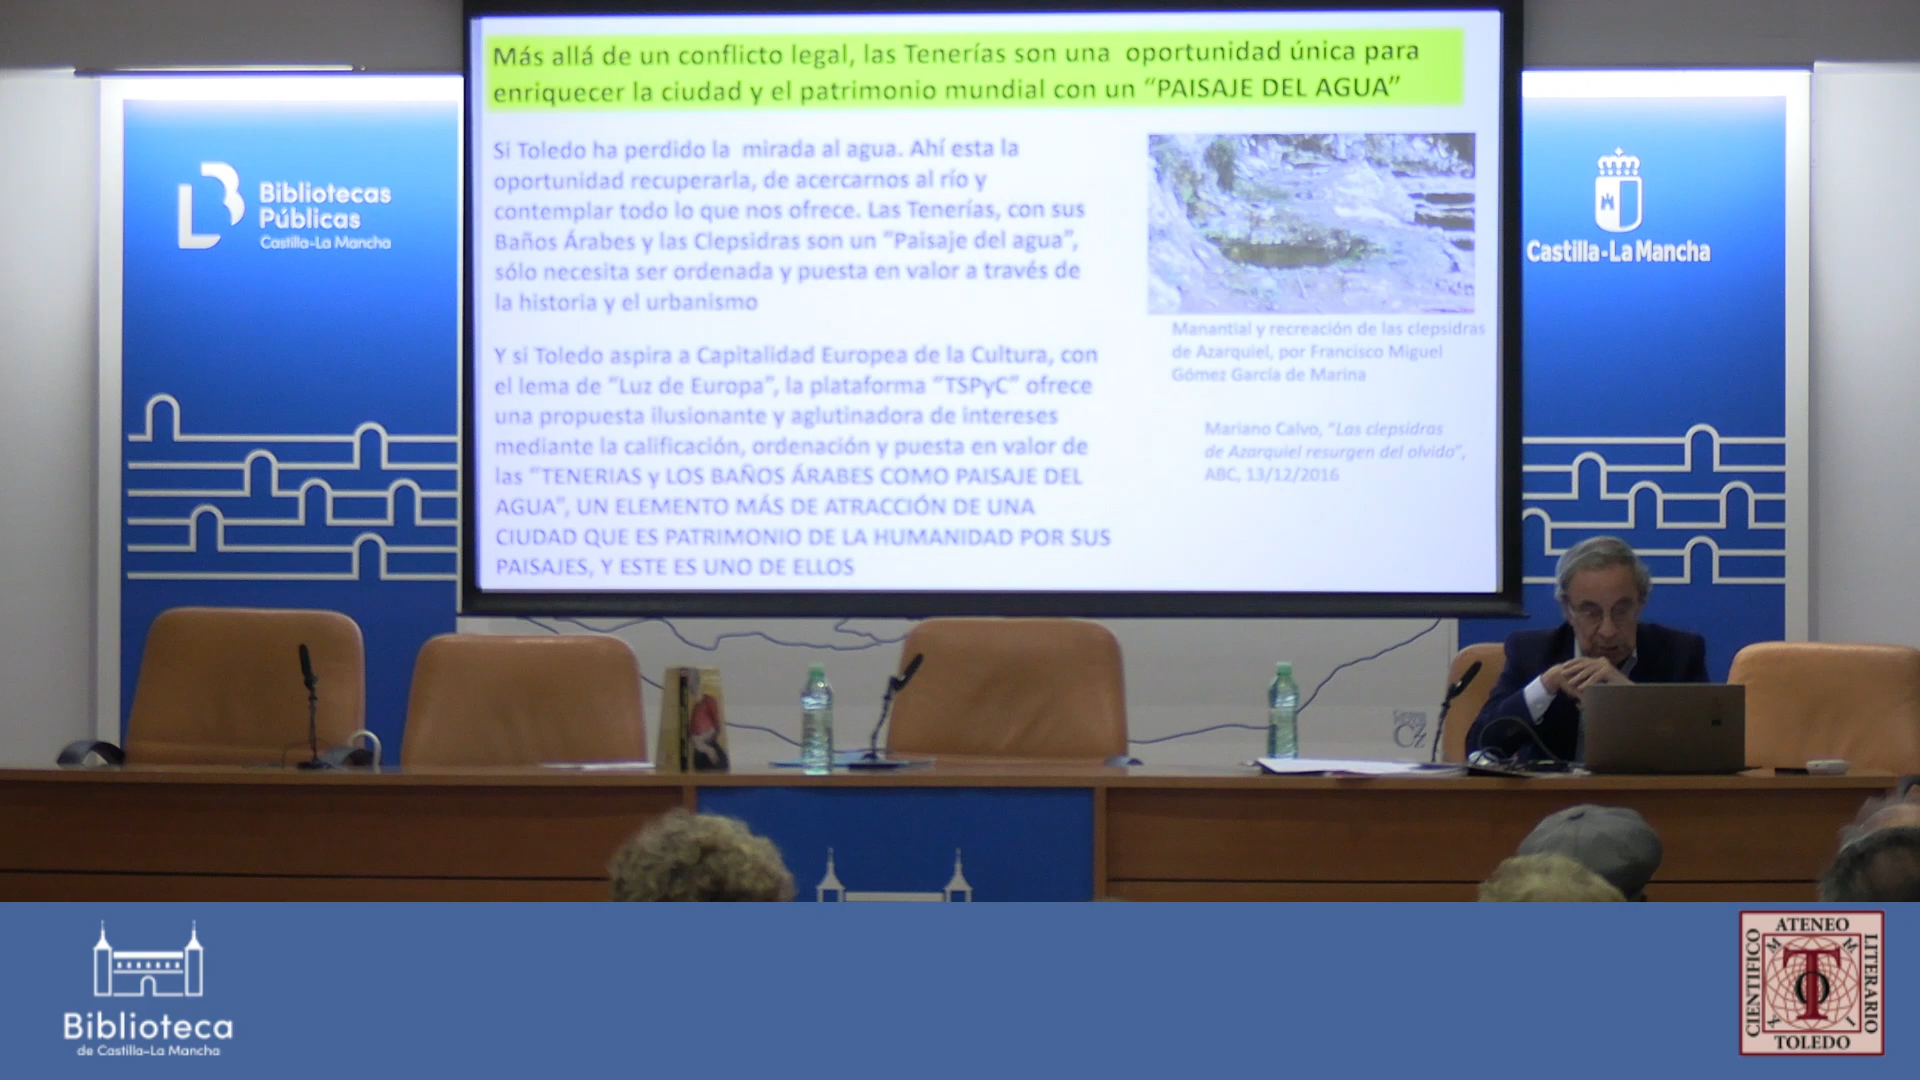 Más allá de un conflicto legal, las Tenerías son una oportunidad única para
enriquecer la ciudad y el patrimonio mundial con un “PAISAJE DEL AGUA”
Si Toledo ha perdido la mirada al agua. Ahí esta la
oportunidad recuperarla, de acercarnos al río y
contemplar todo lo que nos ofrece. Las Tenerías, con sus
Baños Árabes y las Clepsidras son un “Paisaje del agua”,
sólo necesita ser ordenada y puesta en valor a través de
la historia y el urbanismo
Y si Toledo aspira a Capitalidad Europea de la Cultura, con
el lema de “Luz de Europa”, la plataforma “TSPyC” ofrece
una propuesta ilusionante y aglutinadora de intereses
mediante la calificación, ordenación y puesta en valor de
las “TENERIAS y LOS BAÑOS ÁRABES COMO PAISAJE DEL
AGUA”, UN ELEMENTO MÁS DE ATRACCIÓN DE UNA
CIUDAD QUE ES PATRIMONIO DE LA HUMANIDAD POR SUS
PAISAJES, Y ESTE ES UNO DE ELLOS
Manantial y recreación de las clepsidras
de Azarquiel, por Francisco Miguel
Gómez García de Marina
Mariano Calvo, “Las clepsidras
de Azarquiel resurgen del olvido”,
ABC, 13/12/2016
Bibliotecas
Públicas
Castilla-La Mancha
Castilla-La Mancha
Biblioteca
de Castilla-La Mancha
ATENEO
CIENTÍFICO
LITERARIO
TOLEDO